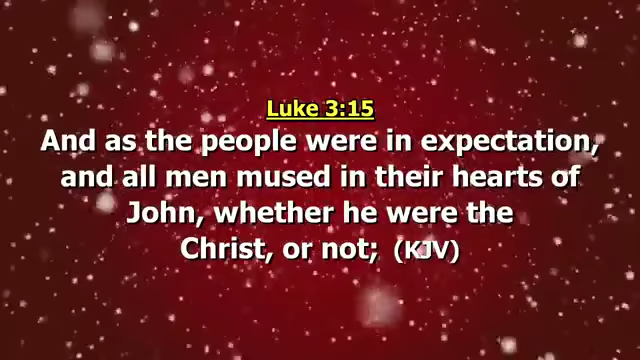 Luke 3:15
And as the people were in expectation,
and all men mused in their hearts of
John, whether he were the
Christ, or not; (KJV)